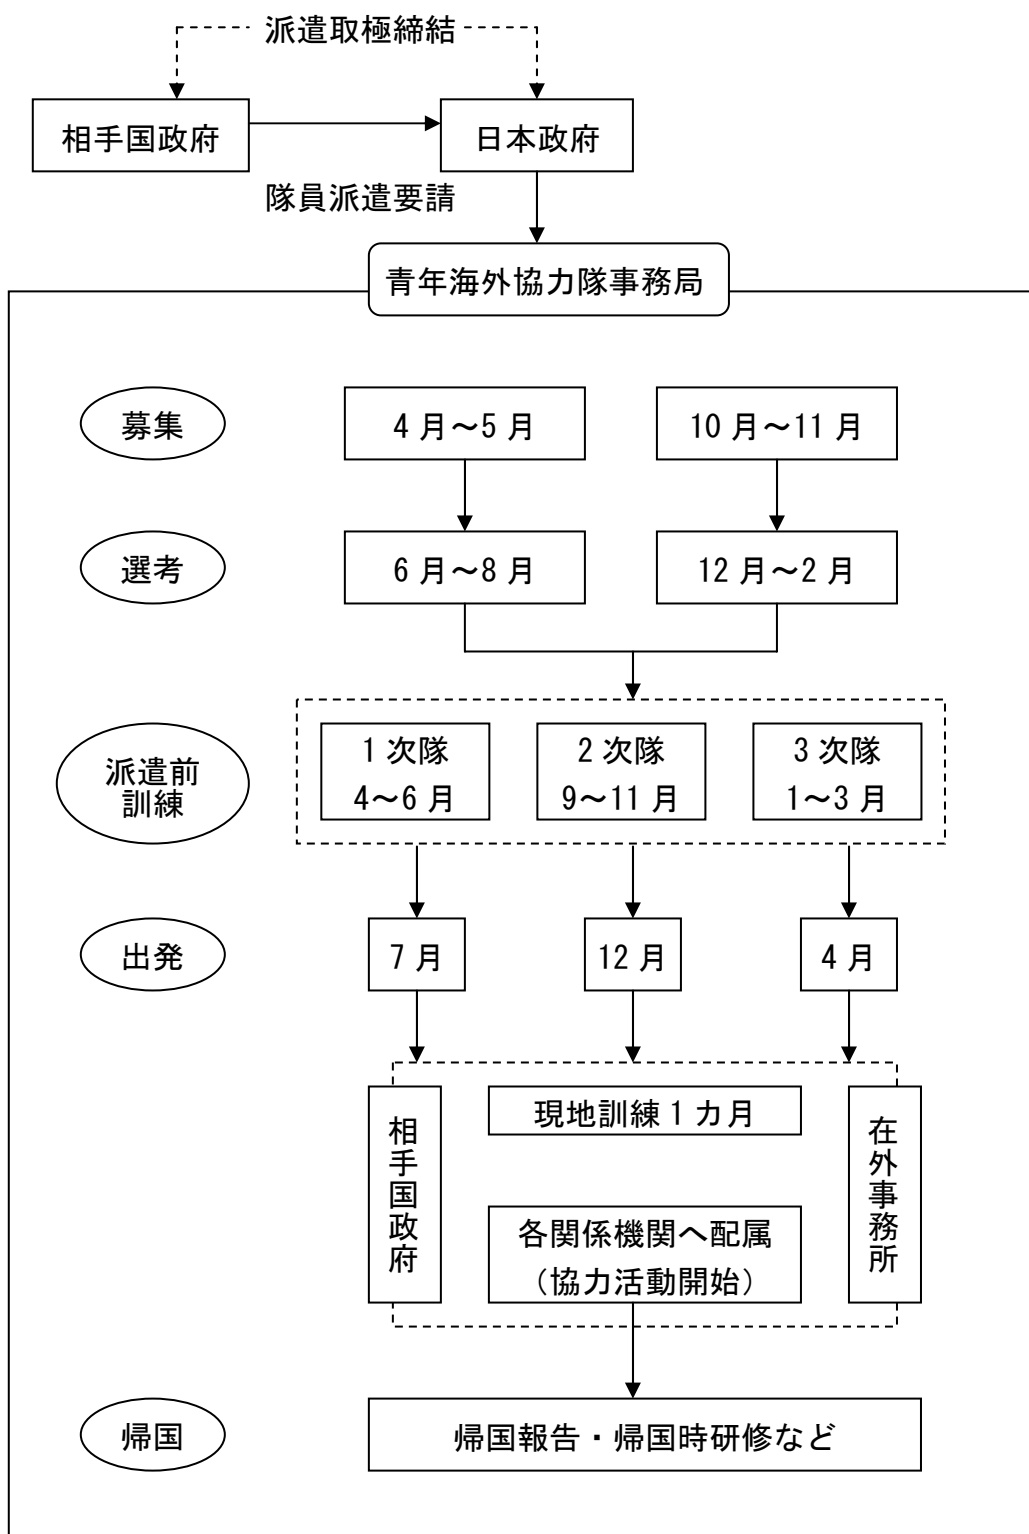 派遣取極締結
相手国政府
日本政府
隊員派遣要請
青年海外協力隊事務局
募集
4月～5月
10月～11月
選考
6月～8月
12月～2月
派遣前
訓練
1次隊
4～6月
2次隊
9～11月
3次隊
1～3月
出発
7月
12月
4月
相手国政府
現地訓練1カ月
各関係機関へ配属
（協力活動開始）
在外事務所
帰国
帰国報告・帰国時研修など